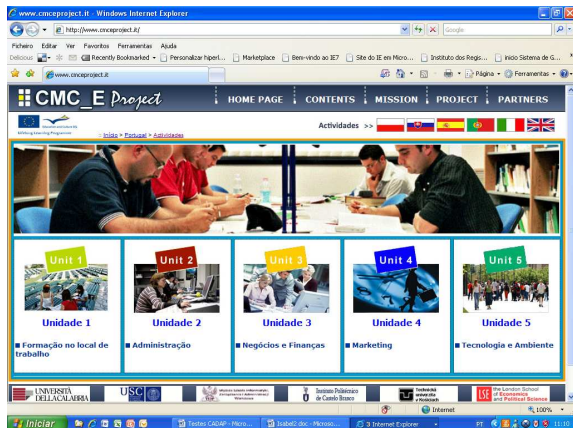 www.cmceproject.it - Windows Internet Explorer
http://www.cmceproject.it/
Google
Ficheiro Editar Ver Favoritos Ferramentas Ajuda
Delicious Recently Bookmarked Personalizar hiperl... Marketplace Bem-vindo ao IE7 Site do IE em Micro... Instituto dos Regis... inicio Sistema de G...
www.cmceproject.it
Página Ferramentas
CMC_E Project HOME PAGE CONTENTS MISSION PROJECT PARTNERS
Lifelong Learning Programme
: Início > Portugal > Actividades
Actividades >>
Unit 1 Unit 2 Unit 3 Unit 4 Unit 5
Unidade 1 Unidade 2 Unidade 3 Unidade 4 Unidade 5
Formação no local de trabalho
Administração
Negócios e Finanças
Marketing
Tecnologia e Ambiente
UNIVERSITÀ DELLA CALABRIA
USC
Instituto Politécnico de Castelo Branco
Technická univerzita v Košiciach
LSE the London School of Economics and Political Science
Internet 100%
Iniciar Testes CADAP - Micro... Isabel2 doc - Microso... 3 Internet Explorer PT 11:10